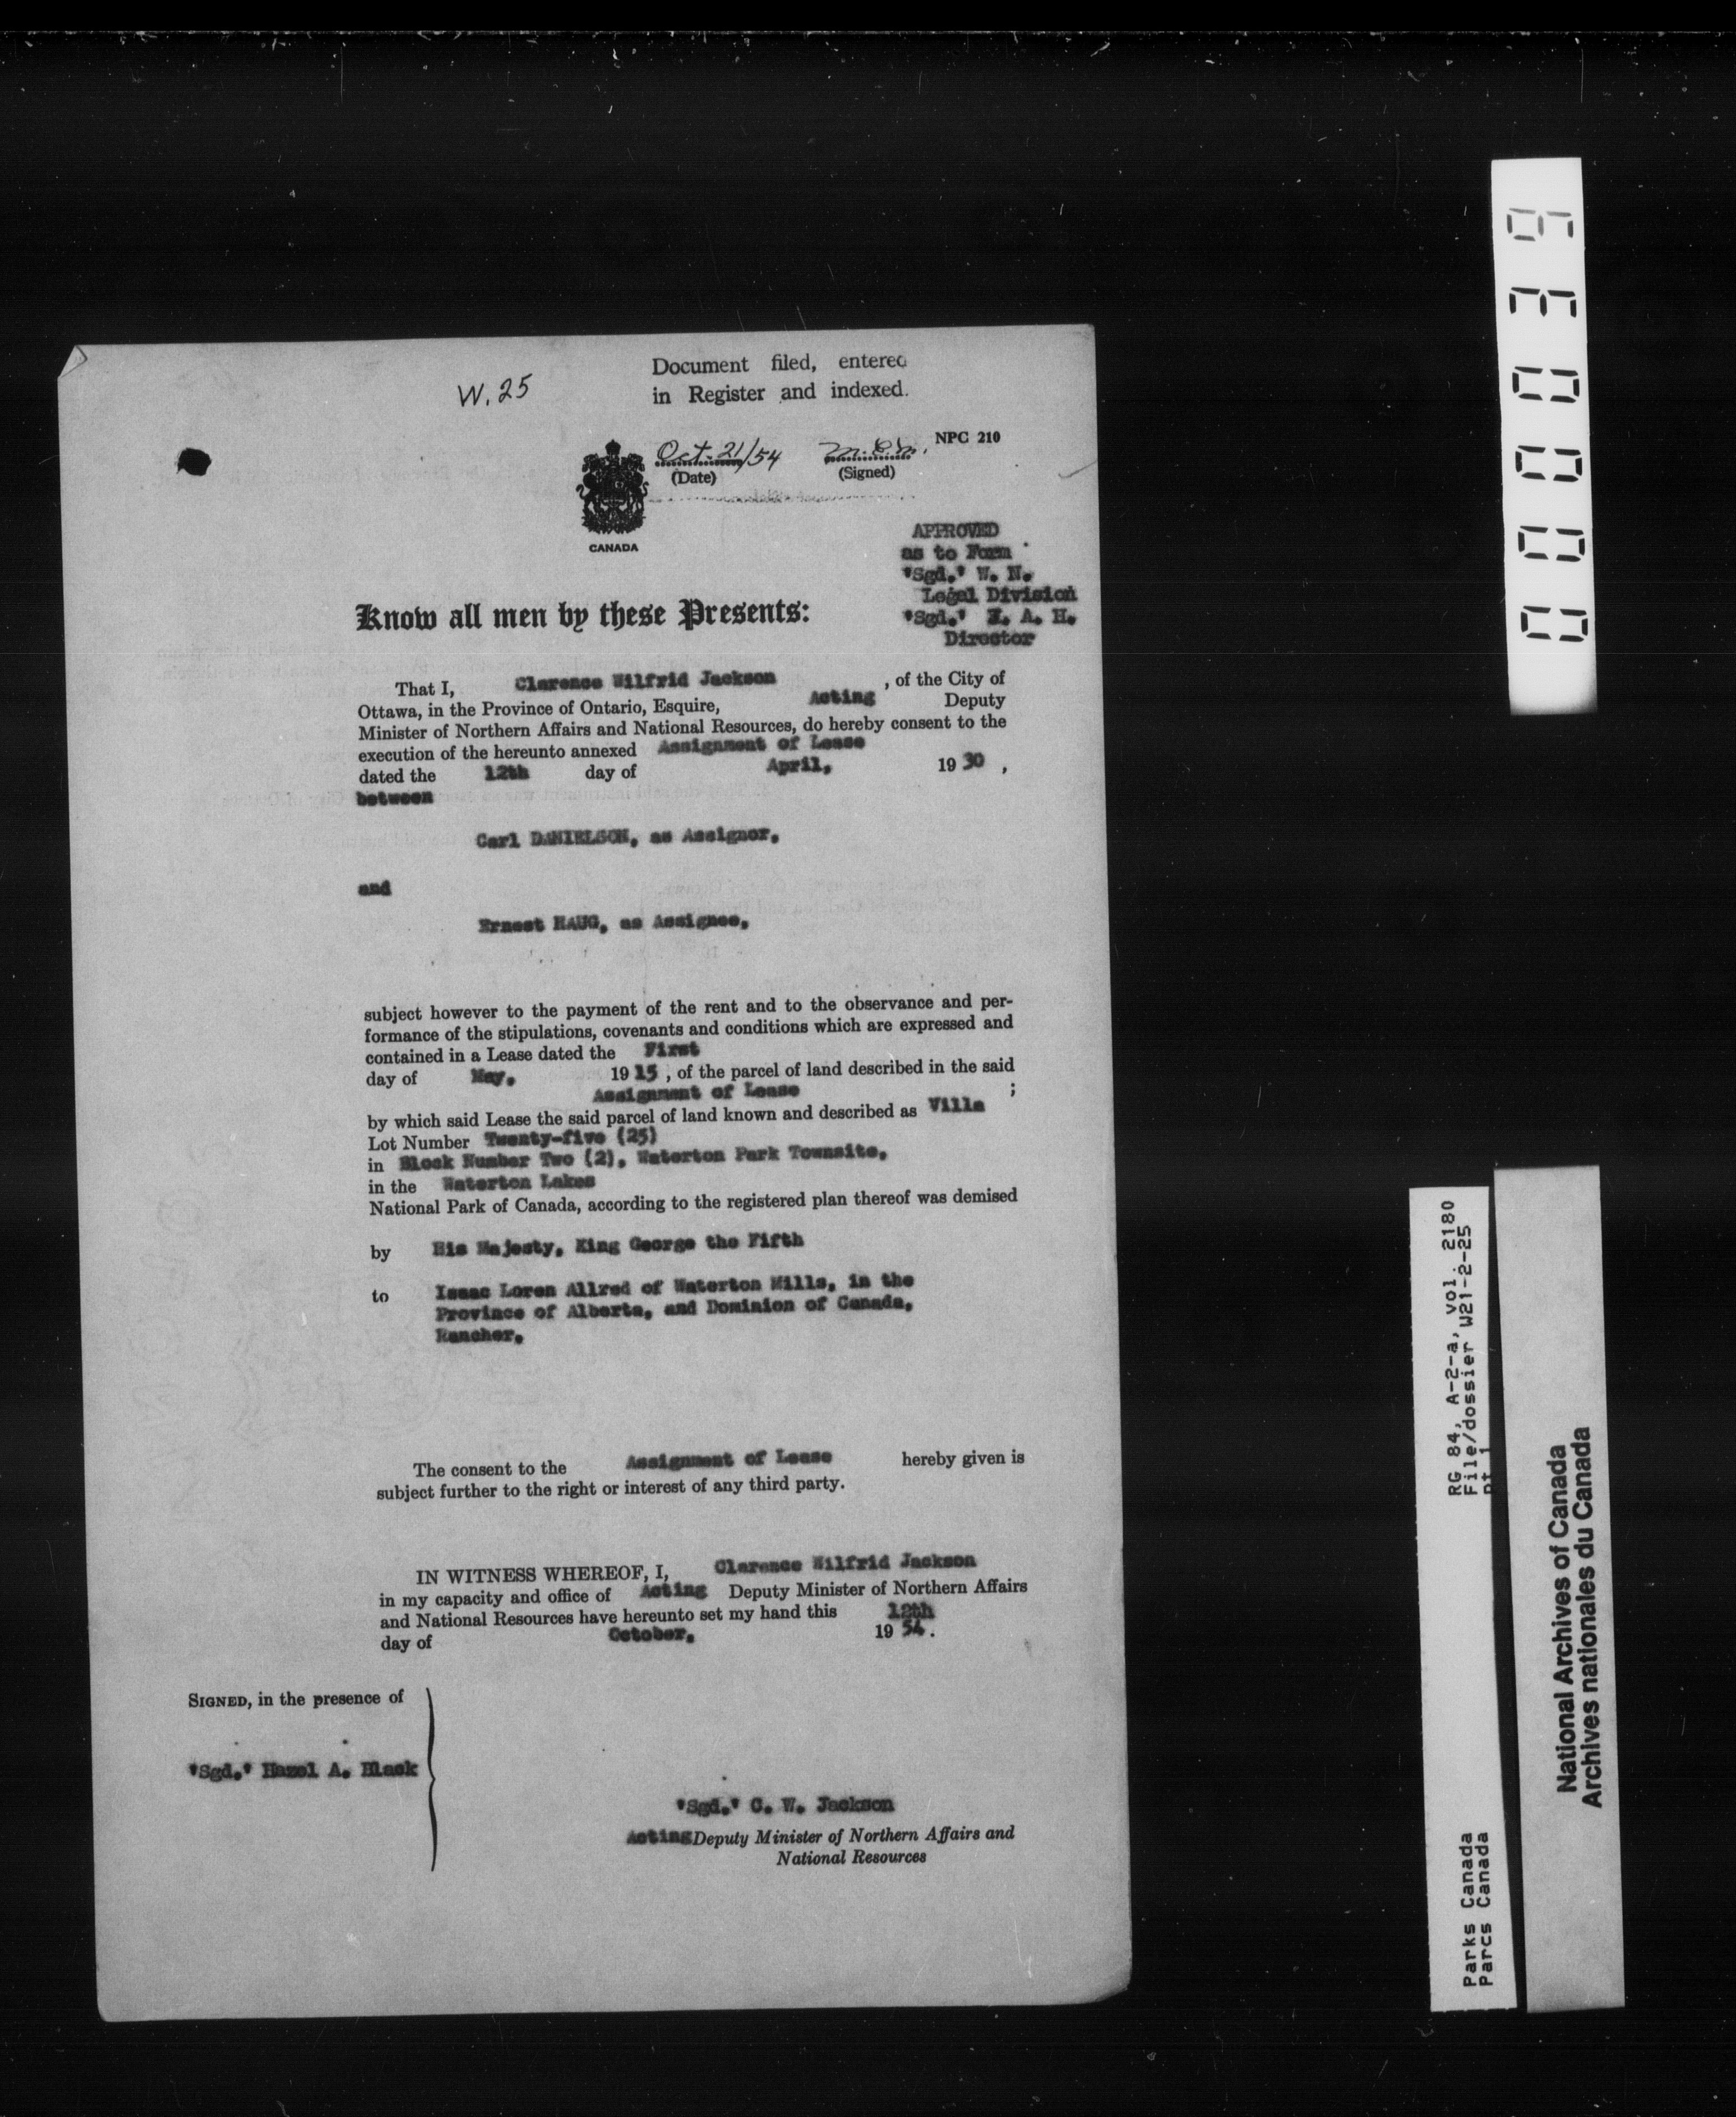 W. 25
Document filed, entered
in Register and indexed.
NPC 210
Oct. 21/54
(Date) (Signed)
CANADA
APPROVED
as to Form
"Sgd." W. N.
Legal Division
"Sgd." J. A. H.
Director
Know all men by these Presents:
That I, Clarence Wilfrid Jackson , of the City of
Ottawa, in the Province of Ontario, Esquire, Acting Deputy
Minister of Northern Affairs and National Resources, do hereby consent to the
execution of the hereunto annexed Assignment of Lease
dated the 12th day of April, 19 30 ,
between
Carl DANIELSON, as Assignor,
and
Ernest HAUG, as Assignee,
subject however to the payment of the rent and to the observance and per-
formance of the stipulations, covenants and conditions which are expressed and
contained in a Lease dated the First
day of May, 19 15 , of the parcel of land described in the said
Assignment of Lease ;
by which said Lease the said parcel of land known and described as Villa
Lot Number Twenty-five (25)
in Block Number Two (2), Waterton Park Townsite,
in the Waterton Lakes
National Park of Canada, according to the registered plan thereof was demised
by His Majesty, King George the Fifth
to Isaac Loren Allred of Waterton Mills, in the
Province of Alberta, and Dominion of Canada,
Rancher.
The consent to the Assignment of Lease hereby given is
subject further to the right or interest of any third party.
IN WITNESS WHEREOF, I, Clarence Wilfrid Jackson
in my capacity and office of Acting Deputy Minister of Northern Affairs
and National Resources have hereunto set my hand this 12th
day of October, 19 54.
SIGNED, in the presence of
"Sgd." Hazel A. Black
"Sgd." C. W. Jackson
Acting Deputy Minister of Northern Affairs and
National Resources
RG 84, A-2-a, vol. 2180
File/dossier W21-2-25
pt 1
Parks Canada
Parcs Canada
National Archives of Canada
Archives nationales du Canada